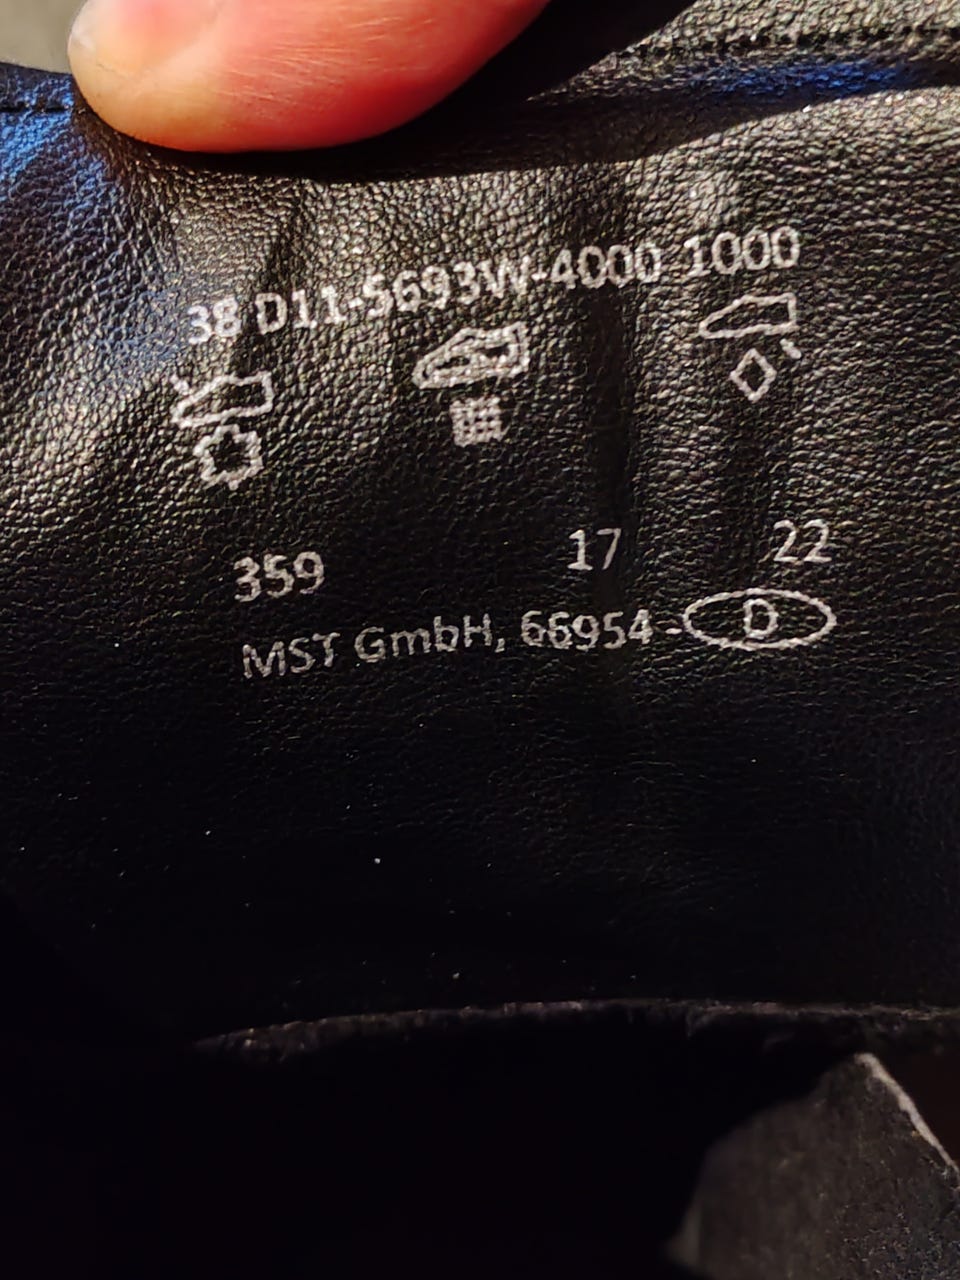 38 D11-5693W-4000 1000
359 17 22
MST GmbH, 66954 - D